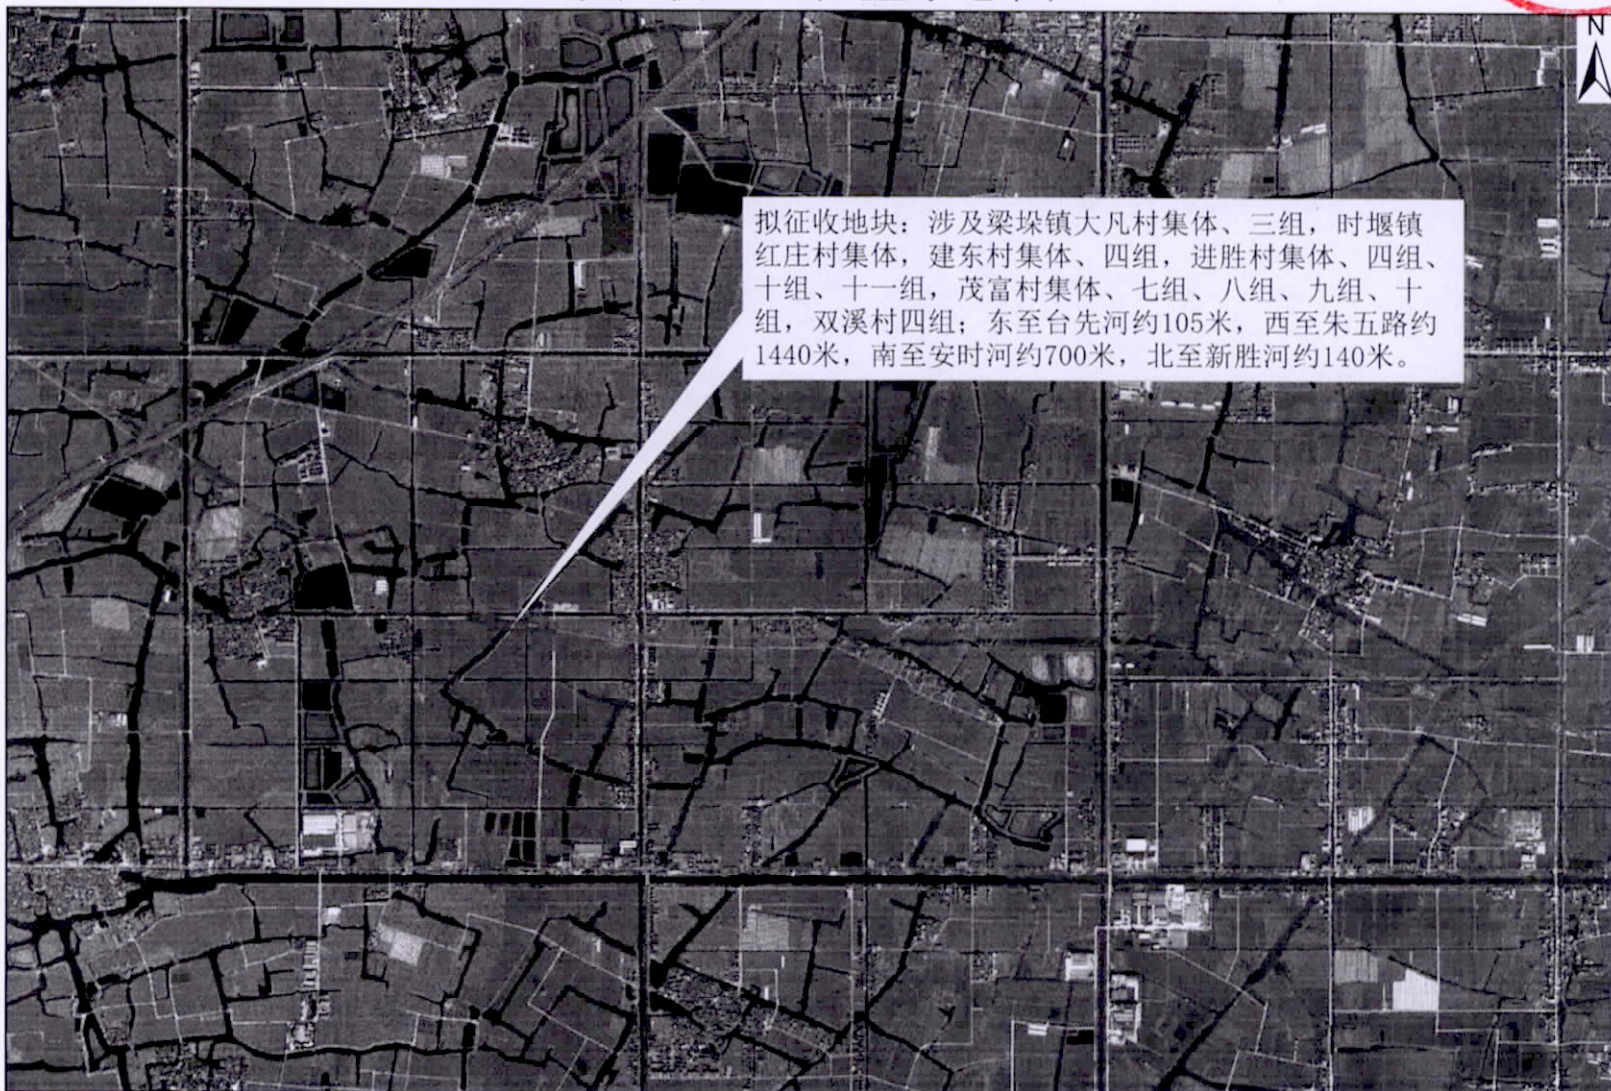 N
拟征收地块：涉及梁垛镇大凡村集体、三组，时堰镇
红庄村集体，建东村集体、四组，进胜村集体、四组、
十组、十一组，茂富村集体、七组、八组、九组、十
组，双溪村四组；东至台先河约105米，西至朱五路约
1440米，南至安时河约700米，北至新胜河约140米。